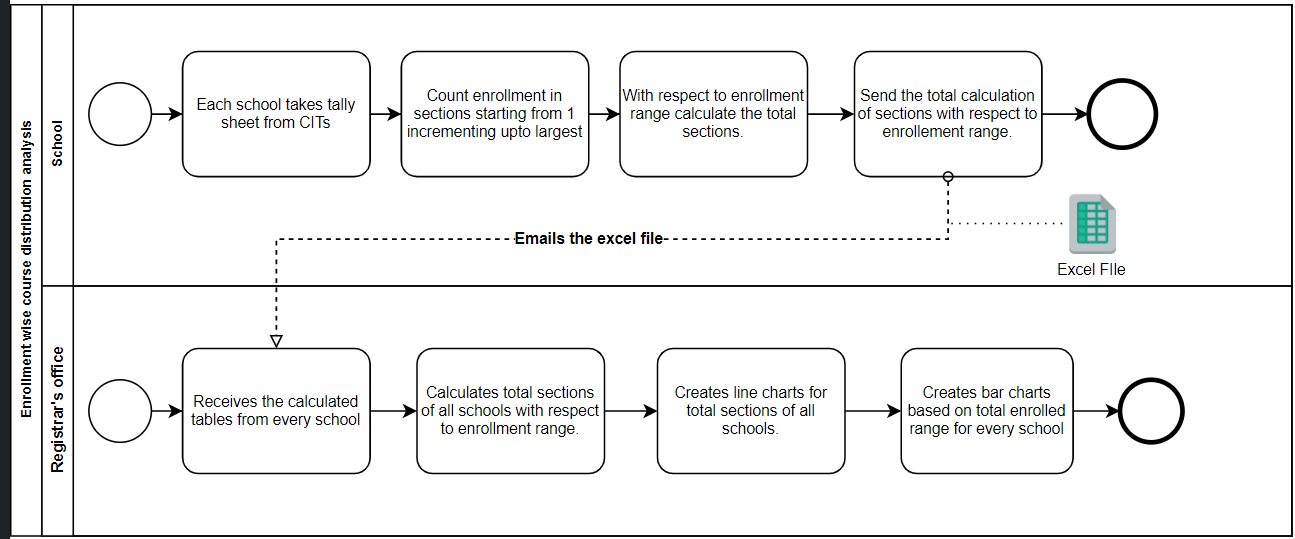 Enrollment wise course distribution analysis
School
Each school takes tally
sheet from CITs
Count enrollment in
sections starting from 1
incrementing upto largest
With respect to enrollment
range calculate the total
sections.
Send the total calculation
of sections with respect to
enrollement range.
Emails the excel file
Excel FIle
Registrar's office
Receives the calculated
tables from every school
Calculates total sections
of all schools with respect
to enrollment range.
Creates line charts for
total sections of all
schools.
Creates bar charts
based on total enrolled
range for every school